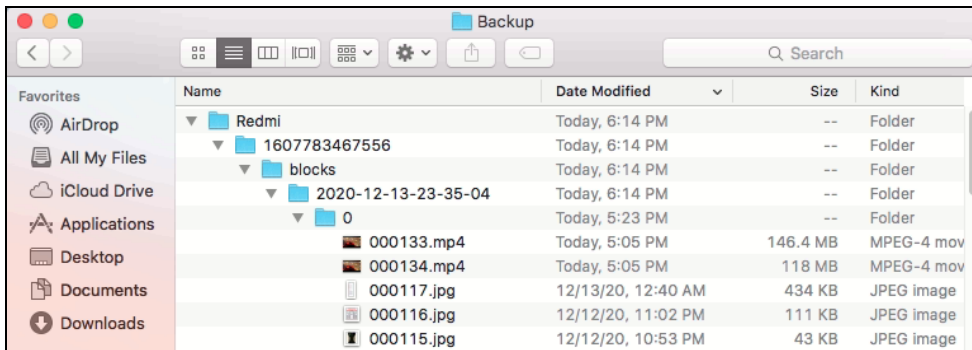 Backup
Search
Favorites
AirDrop
All My Files
iCloud Drive
Applications
Desktop
Documents
Downloads
Name Date Modified Size Kind
Redmi Today, 6:14 PM -- Folder
1607783467556 Today, 6:14 PM -- Folder
blocks Today, 6:14 PM -- Folder
2020-12-13-23-35-04 Today, 6:14 PM -- Folder
0 Today, 5:23 PM -- Folder
000133.mp4 Today, 5:05 PM 146.4 MB MPEG-4 mov
000134.mp4 Today, 5:05 PM 118 MB MPEG-4 mov
000117.jpg 12/13/20, 12:40 AM 434 KB JPEG image
000116.jpg 12/12/20, 11:02 PM 111 KB JPEG image
000115.jpg 12/12/20, 10:53 PM 43 KB JPEG image